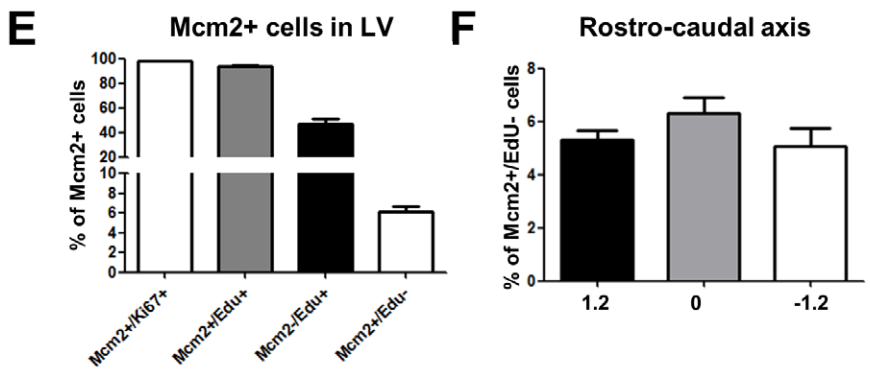 E
Mcm2+ cells in LV
% of Mcm2+ cells
100
80
60
40
20
10
8
6
4
2
0
Mcm2+/Ki67+
Mcm2+/Edu+
Mcm2-/Edu+
Mcm2+/Edu-
F
Rostro-caudal axis
% of Mcm2+/EdU- cells
8
6
4
2
0
1.2
0
-1.2